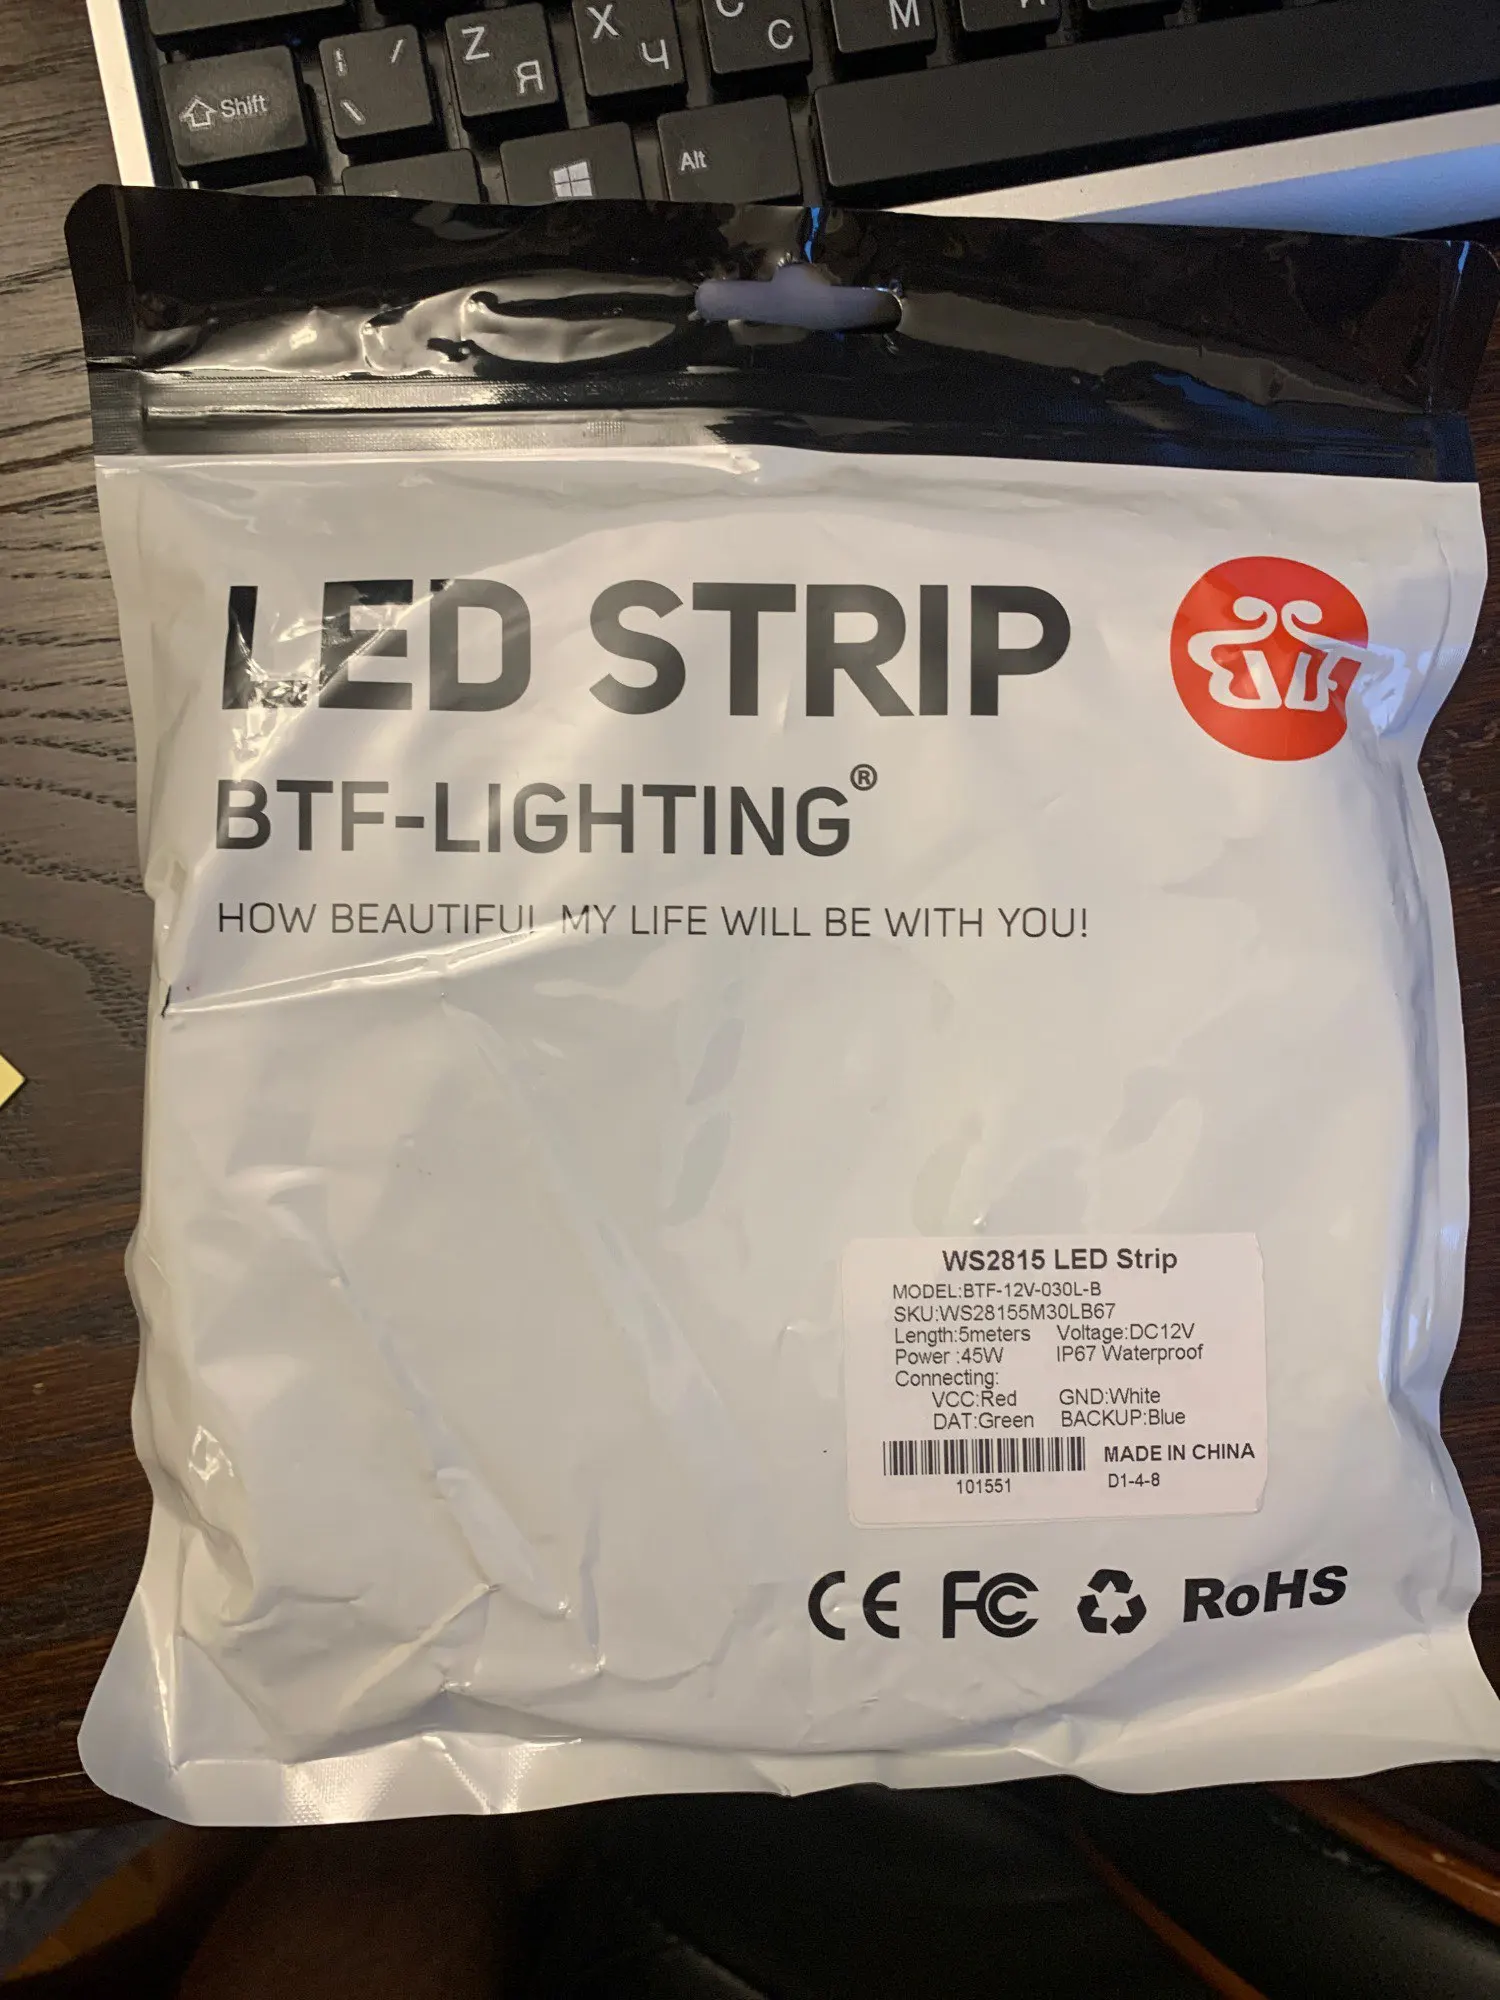 Z
X
C
M
Я
Ч
С
И
Shift
! /
\
Alt
LED STRIP
BTF-LIGHTING®
HOW BEAUTIFUL MY LIFE WILL BE WITH YOU!
BTF
WS2815 LED Strip
MODEL:BTF-12V-030L-B
SKU:WS28155M30LB67
Length:5meters Voltage:DC12V
Power :45W IP67 Waterproof
Connecting:
VCC:Red GND:White
DAT:Green BACKUP:Blue
MADE IN CHINA
101551 D1-4-8
CE FC RoHS